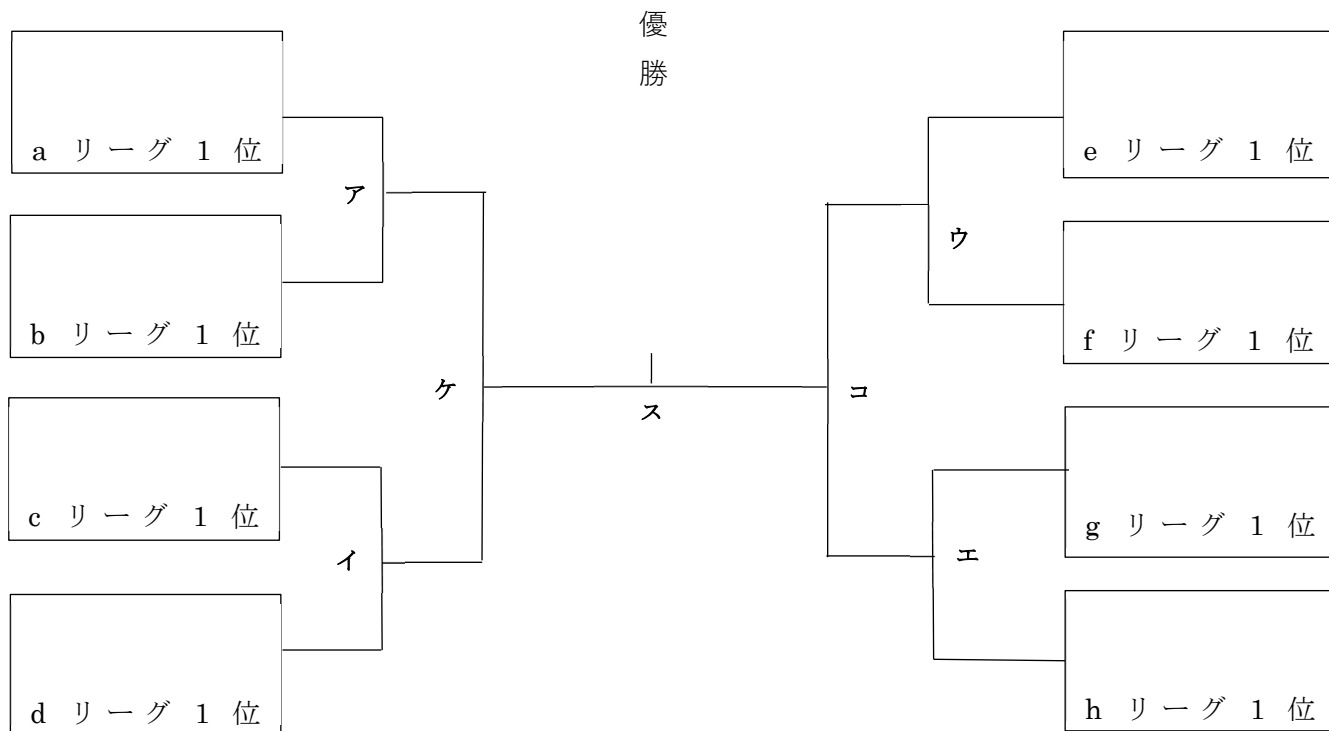 優
勝
a リーグ 1 位
e リーグ 1 位
ア
ウ
b リーグ 1 位
f リーグ 1 位
ケ
ス
コ
c リーグ 1 位
g リーグ 1 位
イ
エ
d リーグ 1 位
h リーグ 1 位